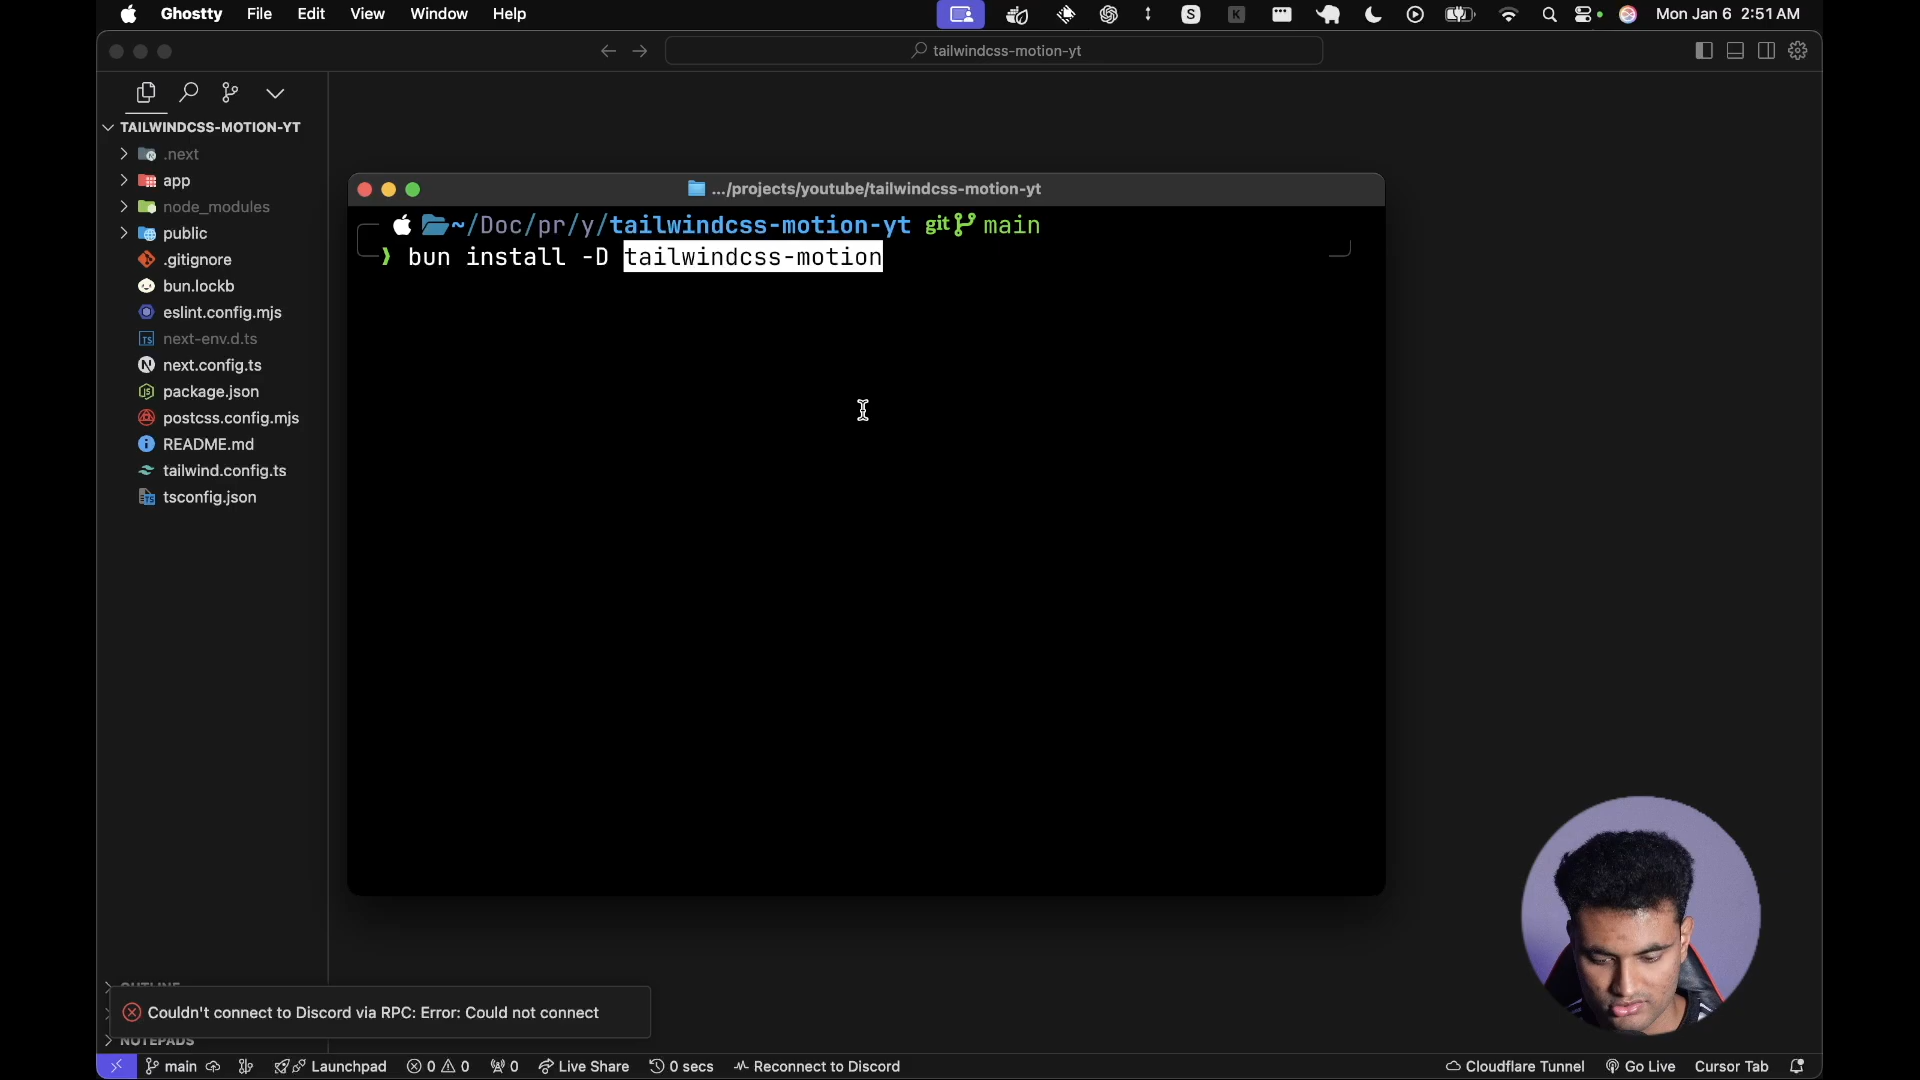 Ghostty File Edit View Window Help
S K Mon Jan 6 2:51 AM
tailwindcss-motion-yt
TAILWINDCSS-MOTION-YT
.next
app
node_modules
public
.gitignore
bun.lockb
eslint.config.mjs
next-env.d.ts
next.config.ts
package.json
postcss.config.mjs
README.md
tailwind.config.ts
tsconfig.json
.../projects/youtube/tailwindcss-motion-yt
~/Doc/pr/y/tailwindcss-motion-yt git main
❯ bun install -D tailwindcss-motion
OUTLINE
Couldn't connect to Discord via RPC: Error: Could not connect
NOTEPADS
main Launchpad 0 0 0 Live Share 0 secs Reconnect to Discord
Cloudflare Tunnel Go Live Cursor Tab